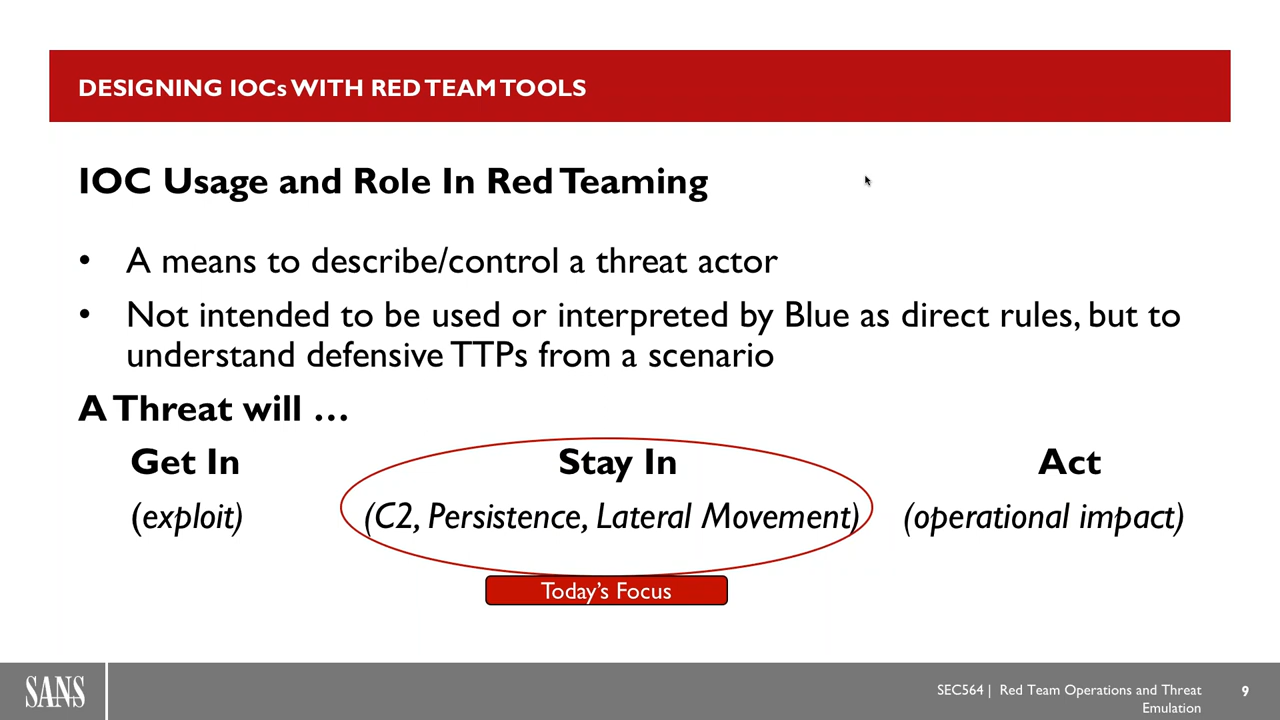 DESIGNING IOCs WITH RED TEAM TOOLS
IOC Usage and Role In Red Teaming
• A means to describe/control a threat actor
• Not intended to be used or interpreted by Blue as direct rules, but to
understand defensive TTPs from a scenario
A Threat will …
Get In Stay In Act
(exploit) (C2, Persistence, Lateral Movement) (operational impact)
Today's Focus
SANS
SEC564 | Red Team Operations and Threat
Emulation
9